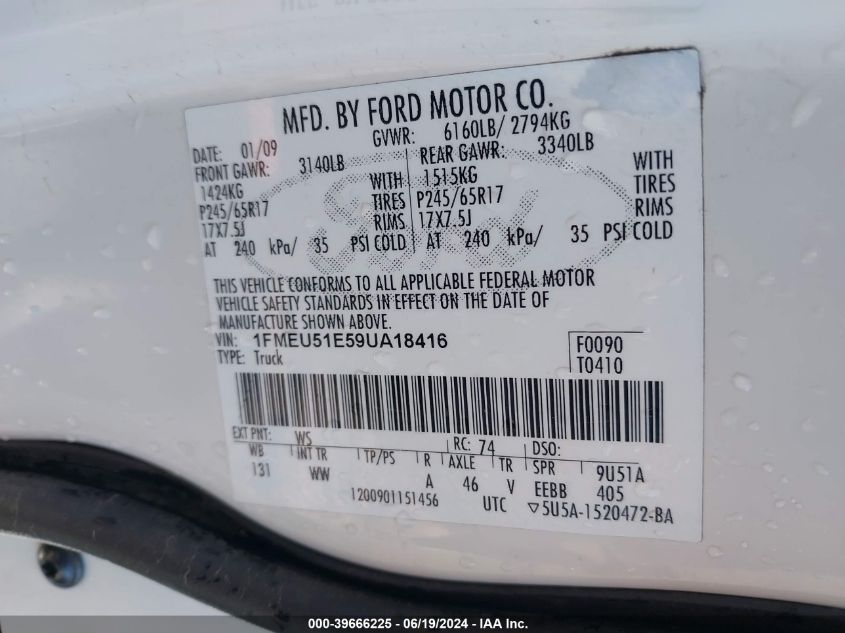 MFD. BY FORD MOTOR CO.
DATE: 01/09 GVWR: 6160LB/ 2794KG
FRONT GAWR: 3140LB REAR GAWR: 3340LB
1424KG WITH 1515KG WITH
P245/65R17 TIRES P245/65R17 TIRES
17X7.5J RIMS 17X7.5J RIMS
AT 240 kPa/ 35 PSI COLD AT 240 kPa/ 35 PSI COLD
Ford
THIS VEHICLE CONFORMS TO ALL APPLICABLE FEDERAL MOTOR
VEHICLE SAFETY STANDARDS IN EFFECT ON THE DATE OF
MANUFACTURE SHOWN ABOVE.
VIN: 1FMEU51E59UA18416 F0090
TYPE: Truck T0410
EXT PNT: WS RC: 74 DSO:
WB INT TR TP/PS R AXLE TR SPR 9U51A
131 WW A 46 V EEBB 405
1200901151456 UTC ▽5U5A-1520472-BA
000-39666225 - 06/19/2024 - IAA Inc.